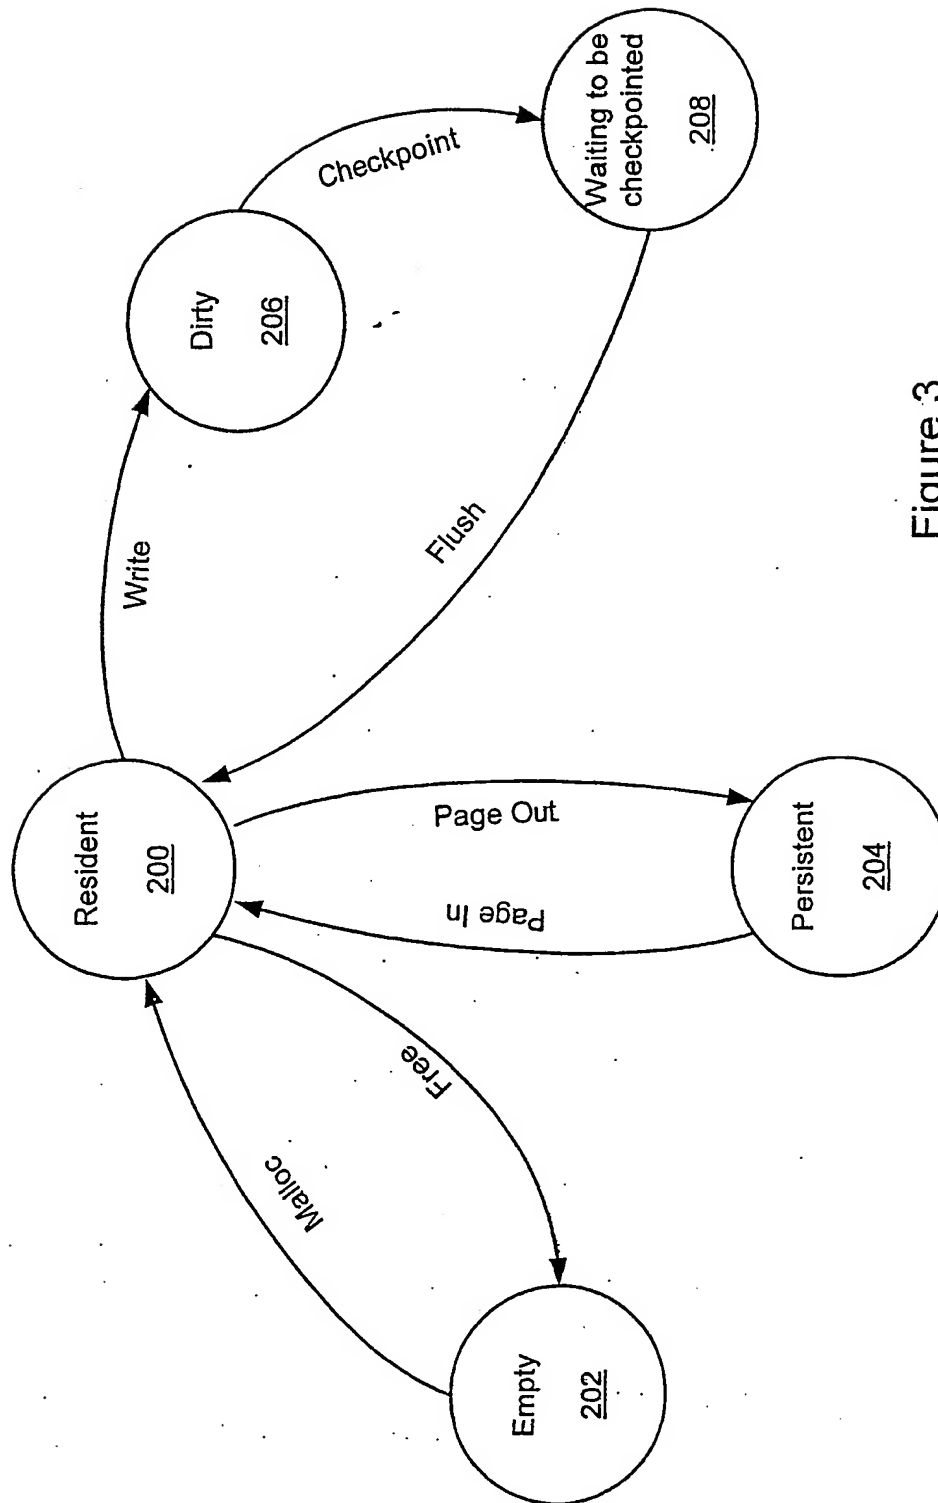 Resident
200
Write
Dirty
206
Checkpoint
Waiting to be
checkpointed
208
Flush
Page Out
Page In
Persistent
204
Malloc
Free
Empty
202
Figure 3